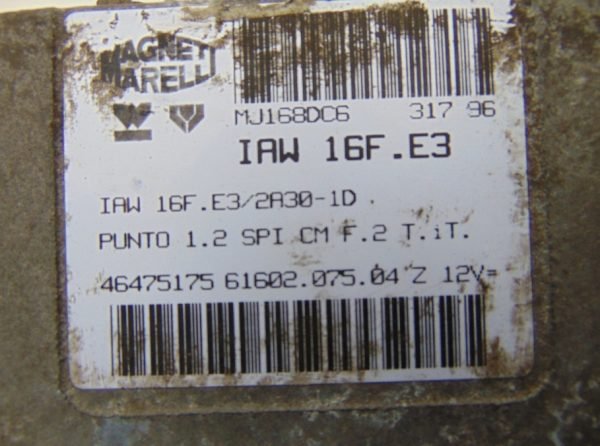 MAGNETI
MARELLI
MJ168DC6 317 96
IAW 16F.E3
IAW 16F.E3/2A30-1D
PUNTO 1.2 SPI CM F.2 T.iT.
46475175 61602.075.04 Z 12V=